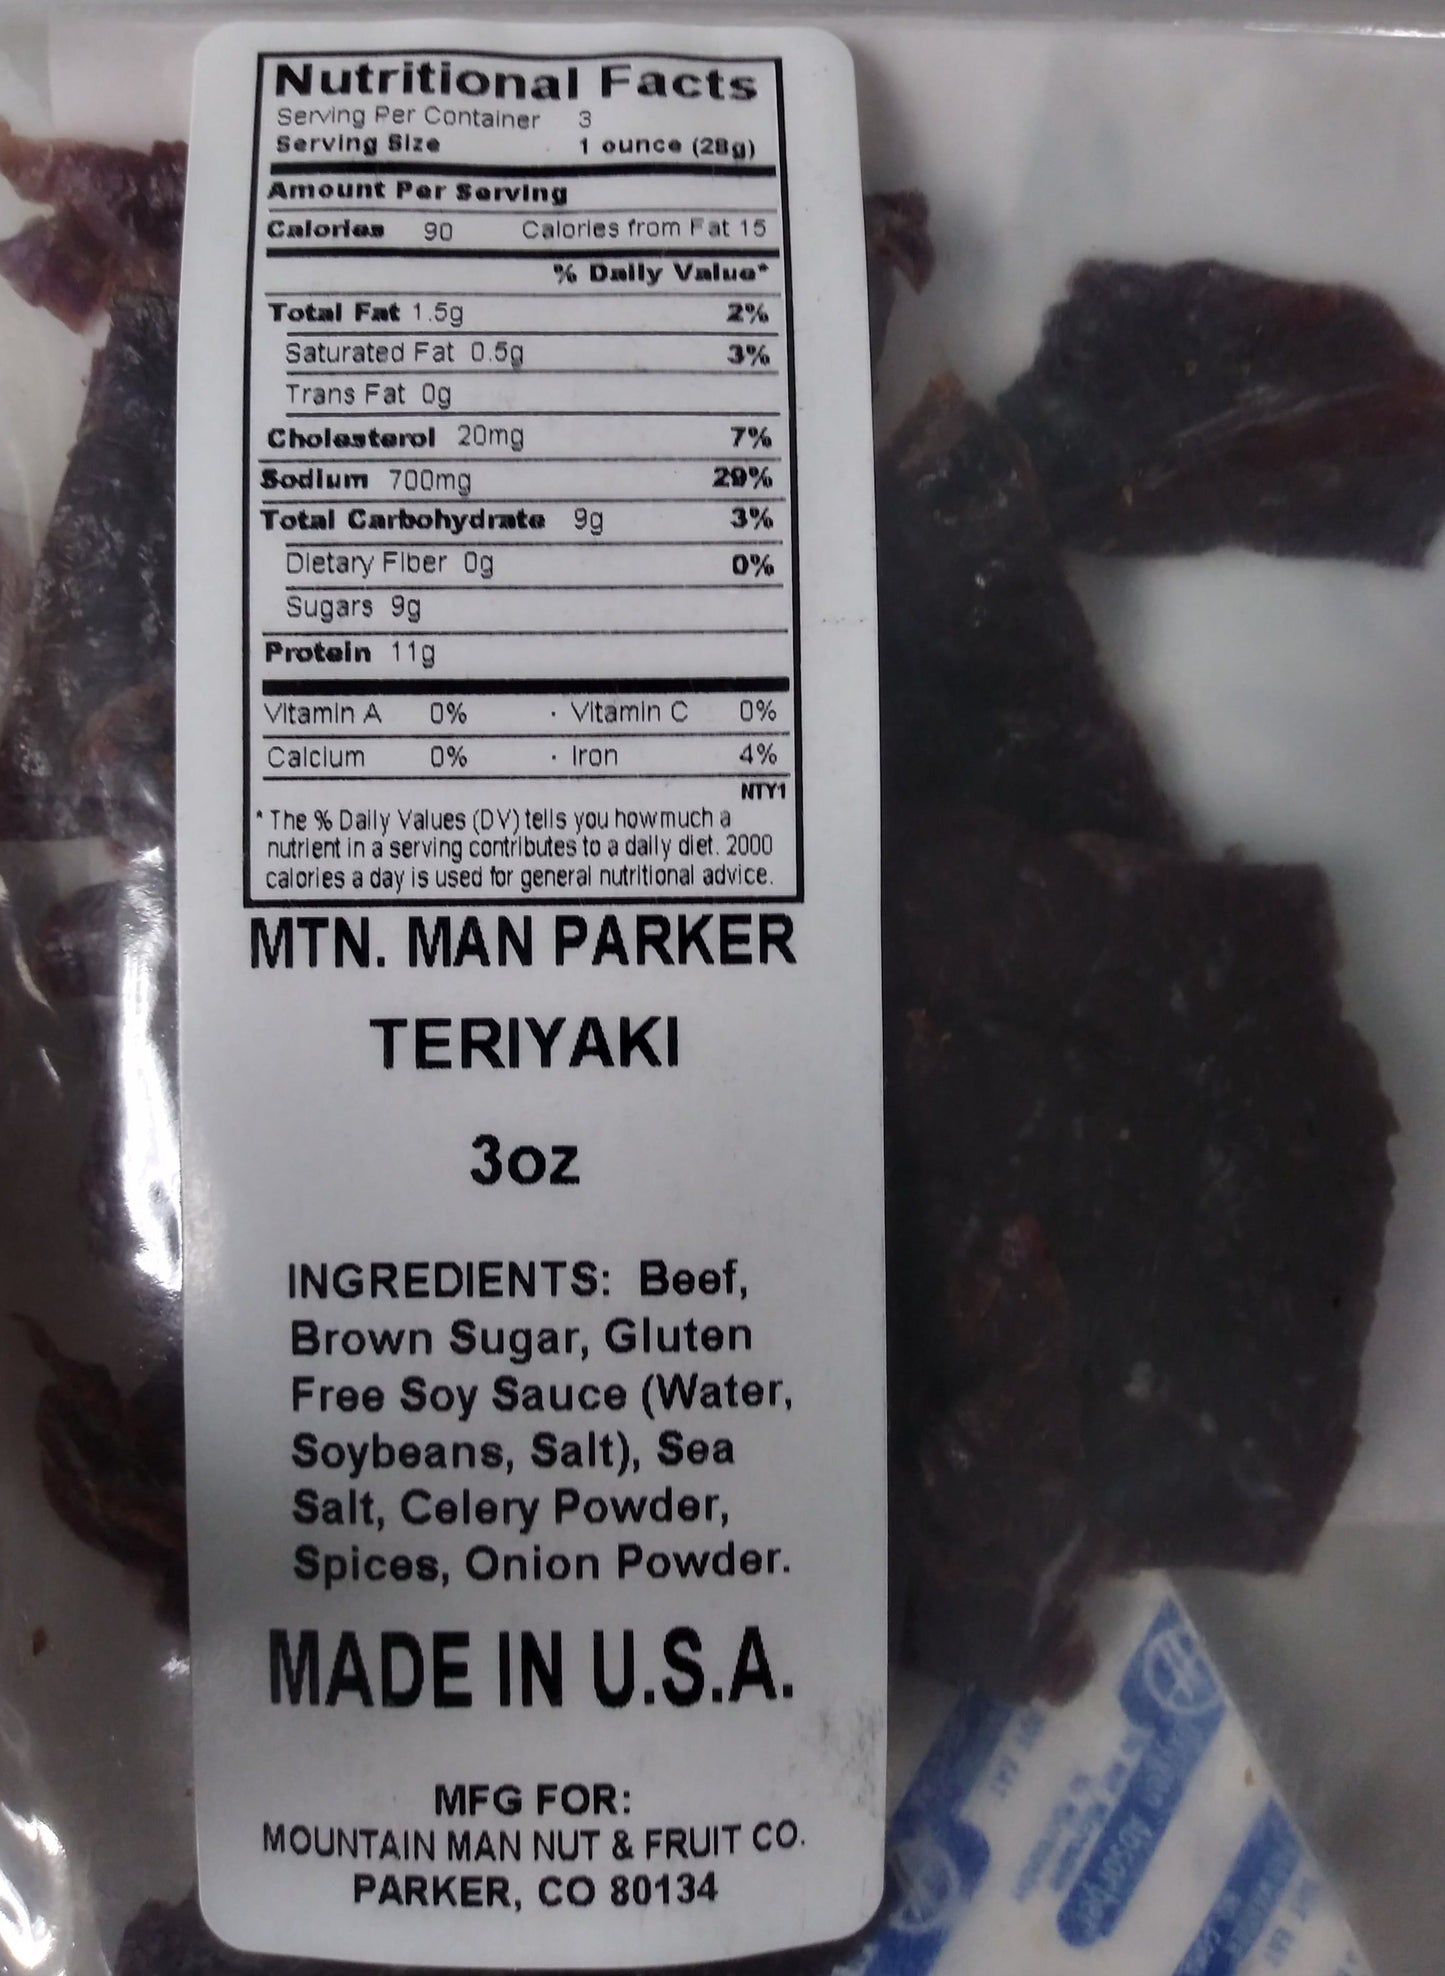 Nutritional Facts
Serving Per Container 3
Serving Size 1 ounce (28g)
Amount Per Serving
Calories 90 Calories from Fat 15
% Daily Value*
Total Fat 1.5g 2%
Saturated Fat 0.5g 3%
Trans Fat 0g
Cholesterol 20mg 7%
Sodium 700mg 29%
Total Carbohydrate 9g 3%
Dietary Fiber 0g 0%
Sugars 9g
Protein 11g
Vitamin A 0% · Vitamin C 0%
Calcium 0% · Iron 4%
NTY1
* The % Daily Values (DV) tells you how much a
nutrient in a serving contributes to a daily diet. 2000
calories a day is used for general nutritional advice.
MTN. MAN PARKER
TERIYAKI
3oz
INGREDIENTS: Beef,
Brown Sugar, Gluten
Free Soy Sauce (Water,
Soybeans, Salt), Sea
Salt, Celery Powder,
Spices, Onion Powder.
MADE IN U.S.A.
MFG FOR:
MOUNTAIN MAN NUT & FRUIT CO.
PARKER, CO 80134